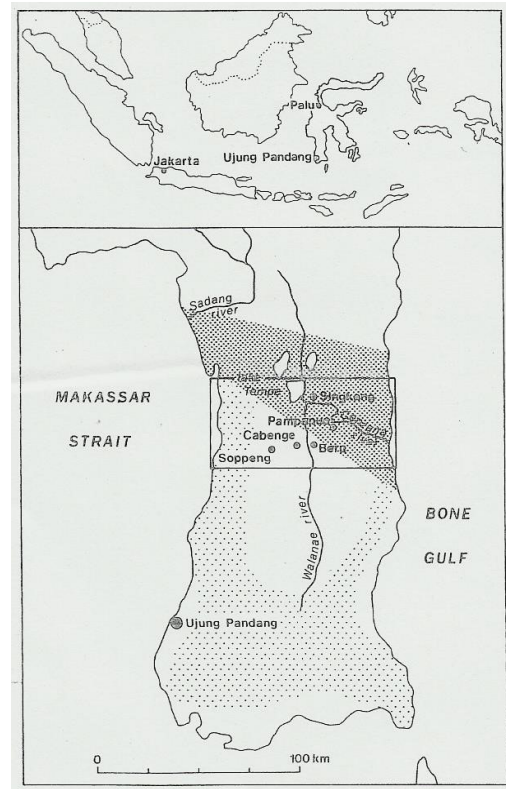 Palu
Ujung Pandang
Jakarta
Sadang
river
MAKASSAR
STRAIT
lake
Tempe
Singkang
Pampanua
river
Cabenge
Soppeng
Walanae river
BONE
GULF
Ujung Pandang
0 100 km